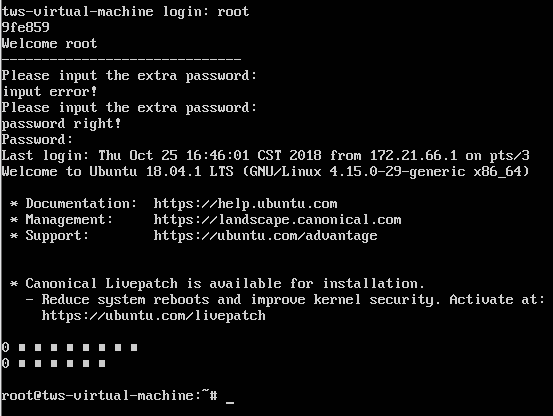 tws-virtual-machine login: root
9fe859
Welcome root
------------------------------
Please input the extra password:
input error!
Please input the extra password:
password right!
Password:
Last login: Thu Oct 25 16:46:01 CST 2018 from 172.21.66.1 on pts/3
Welcome to Ubuntu 18.04.1 LTS (GNU/Linux 4.15.0-29-generic x86_64)
* Documentation: https://help.ubuntu.com
* Management: https://landscape.canonical.com
* Support: https://ubuntu.com/advantage
* Canonical Livepatch is available for installation.
- Reduce system reboots and improve kernel security. Activate at:
https://ubuntu.com/livepatch
0 ■ ■ ■ ■ ■ ■ ■ ■
0 ■ ■ ■ ■ ■ ■
root@tws-virtual-machine:~# _